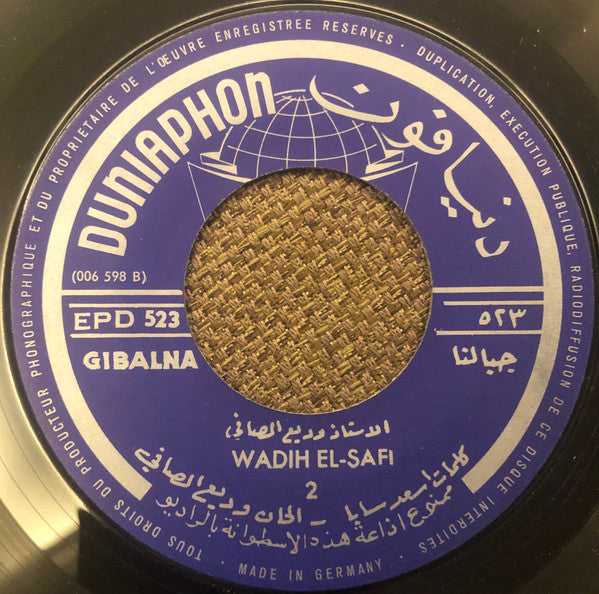 TOUS DROITS DU PRODUCTEUR PHONOGRAPHIQUE ET DU PROPRIETAIRE DE L'ŒUVRE ENREGISTREE RESERVES · DUPLICATION, EXECUTION PUBLIQUE, RADIODIFFUSION DE CE DISQUE INTERDITES
DUNIAPHON
دنيافون
(006 598 B)
EPD 523
٥٢٣
GIBALNA
جبالنا
الاستاذ وديع الصافي
WADIH EL-SAFI
2
كلمات اسعد سابا - الحان وديع الصافي
ممنوع اذاعة هذه الاسطوانة بالراديو
· MADE IN GERMANY ·